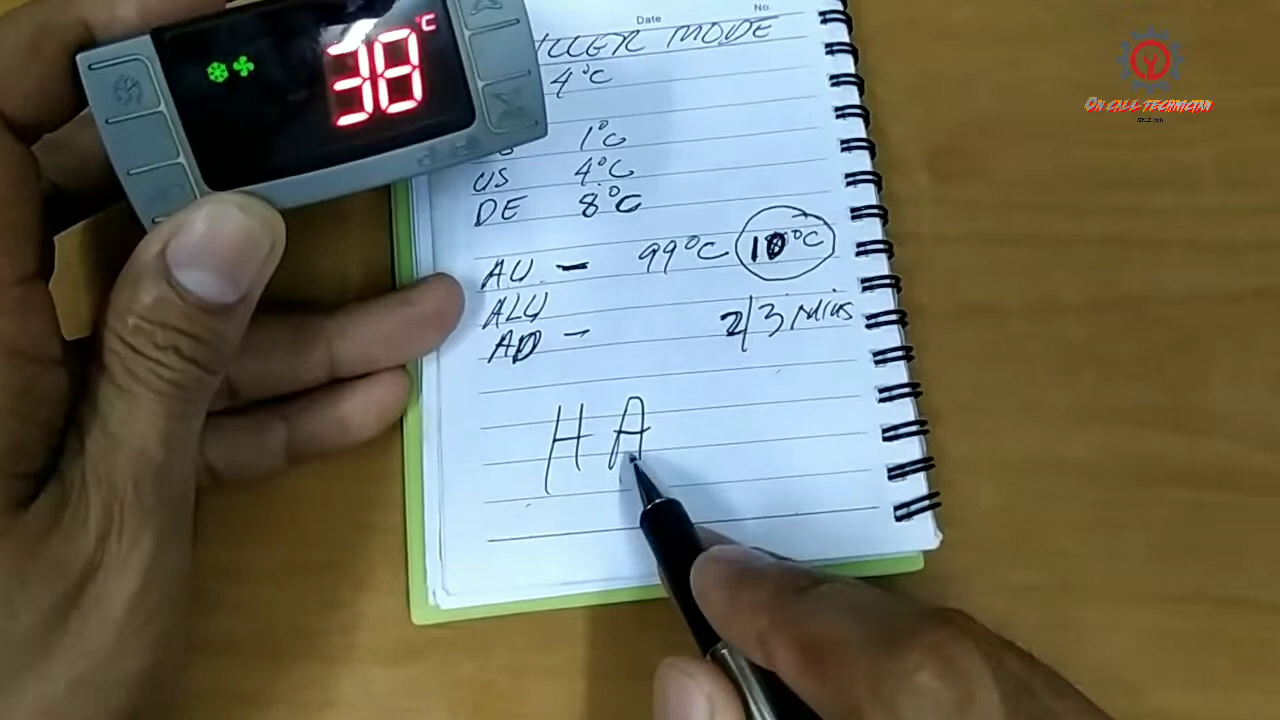 38 °C
Date No
ILLER MODE
4°C
1°C
US 4°C
DE 8°C
AU - 99°C 10°C
ALU
AD - 2/3 MINS
HA
ON CALL TECHNICIAN